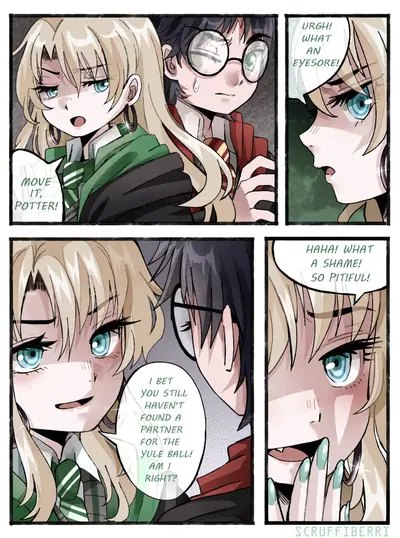 MOVE
IT,
POTTER!
URGH!
WHAT
AN
EYESORE!
I BET
YOU STILL
HAVEN'T
FOUND A
PARTNER
FOR THE
YULE BALL!
AM I
RIGHT?
HAHA! WHAT
A SHAME!
SO PITIFUL!
SCRUFFIBERRI